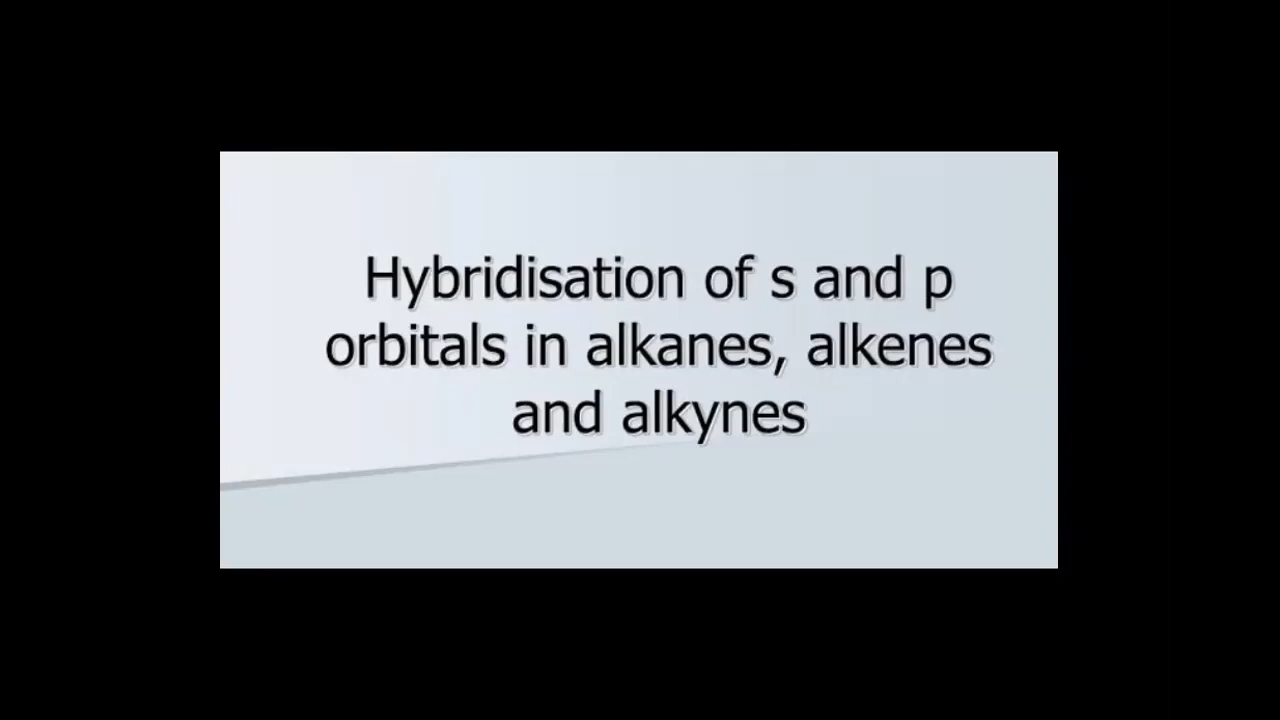 Hybridisation of s and p
orbitals in alkanes, alkenes
and alkynes